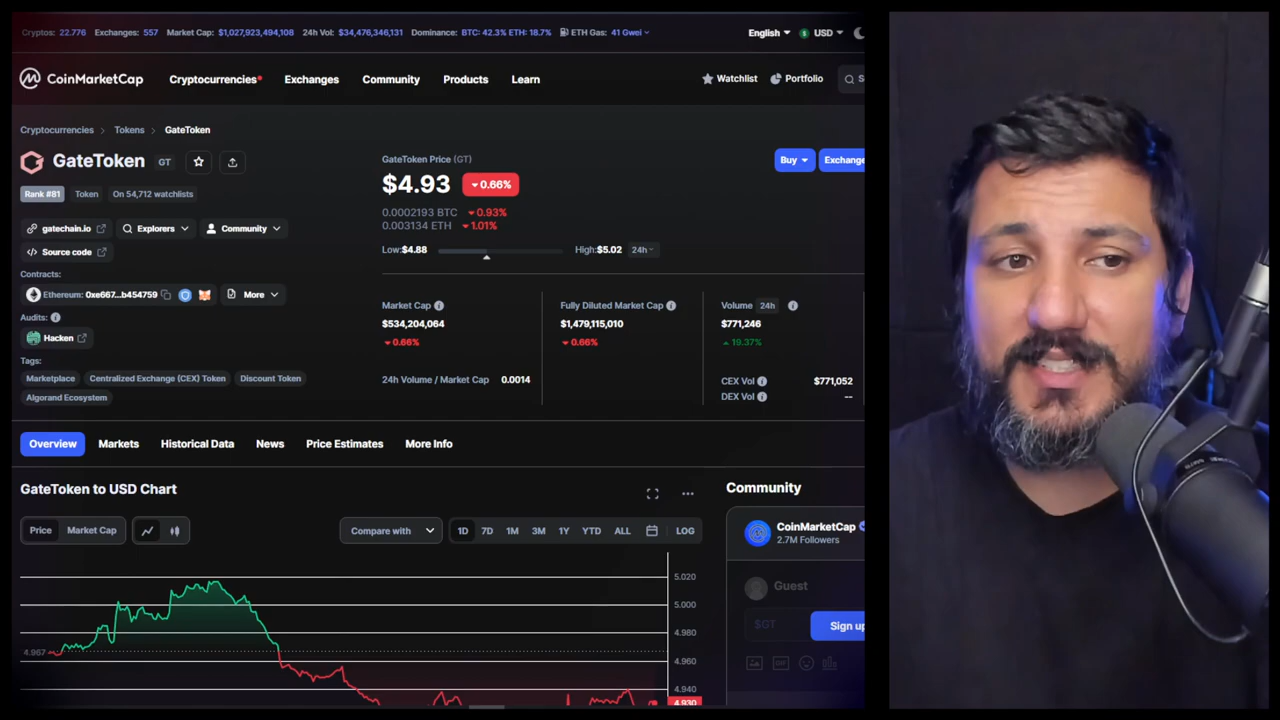 Cryptos: 22.776 Exchanges: 557 Market Cap: $1,027,923,494,108 24h Vol: $34,476,346,131 Dominance: BTC: 42.3% ETH: 18.7% ETH Gas: 41 Gwei English USD
CoinMarketCap Cryptocurrencies Exchanges Community Products Learn Watchlist Portfolio S
Cryptocurrencies > Tokens > GateToken
GateToken GT
Rank #81 Token On 54,712 watchlists
gatechain.io Explorers Community
Source code
Contracts:
Ethereum: 0xe667...b454759 More
Audits:
Hacken
Tags:
Marketplace Centralized Exchange (CEX) Token Discount Token
Algorand Ecosystem
GateToken Price (GT)
$4.93 0.66%
0.0002193 BTC 0.93%
0.003134 ETH 1.01%
Low:$4.88 High:$5.02 24h
Buy Exchange
Market Cap
$534,204,064
0.66%
Fully Diluted Market Cap
$1,479,115,010
0.66%
Volume 24h
$771,246
19.37%
24h Volume / Market Cap 0.0014
CEX Vol $771,052
DEX Vol --
Overview Markets Historical Data News Price Estimates More Info
GateToken to USD Chart
Price Market Cap Compare with 1D 7D 1M 3M 1Y YTD ALL LOG
5.020
5.000
4.980
4.967
4.960
4.940
4.930
Community
CoinMarketCap
2.7M Followers
Guest
$GT
Sign up
GIF